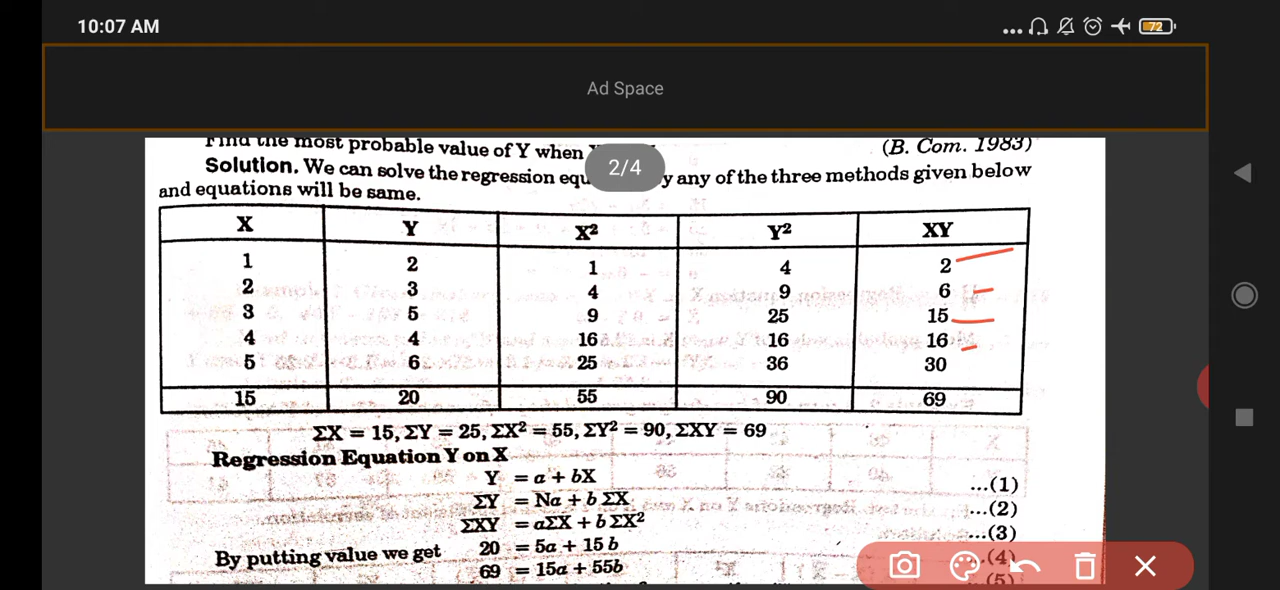 10:07 AM
72
Ad Space
Find the most probable value of Y when
(B. Com. 1983)
2/4
Solution. We can solve the regression equ y any of the three methods given below
and equations will be same.
X Y X² Y² XY
1 2 1 4 2
2 3 4 9 6
3 5 9 25 15
4 4 16 16 16
5 6 25 36 30
15 20 55 90 69
ΣX = 15, ΣY = 25, ΣX² = 55, ΣY² = 90, ΣXY = 69
Regression Equation Y on X
Y = a + bX ...(1)
ΣY = Na + b ΣX ...(2)
ΣXY = aΣX + b ΣX² ...(3)
By putting value we get 20 = 5a + 15 b ...(4)
69 = 15a + 55b ...(5)